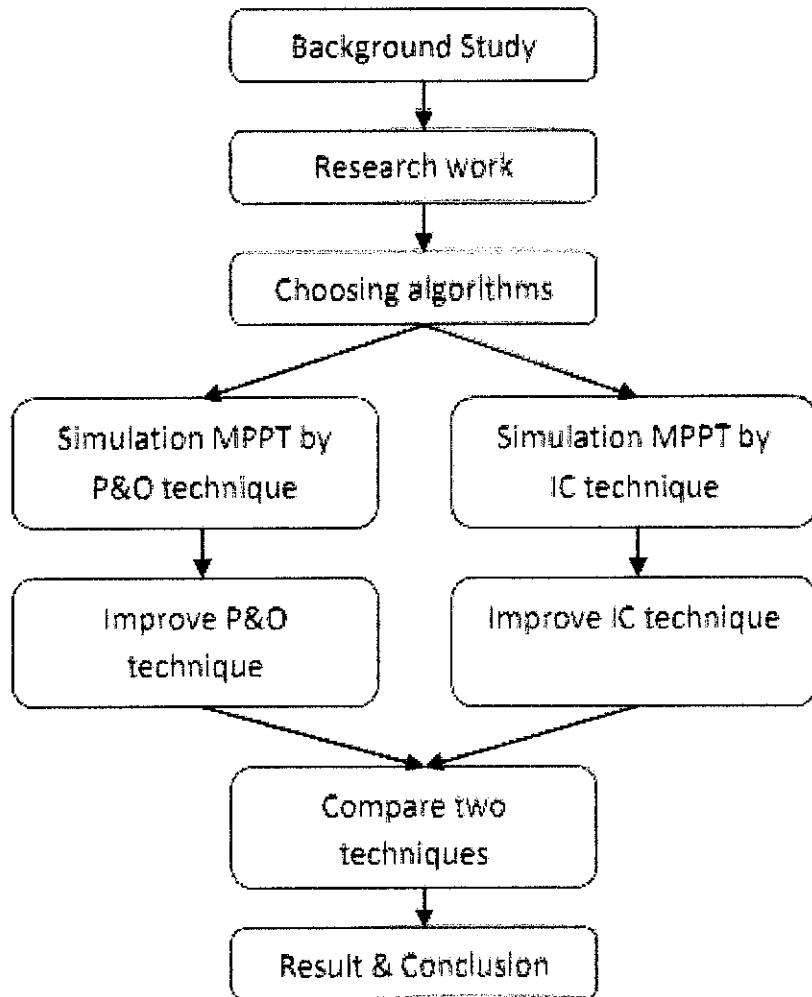 Background Study
Research work
Choosing algorithms
Simulation MPPT by
P&O technique
Simulation MPPT by
IC technique
Improve P&O
technique
Improve IC technique
Compare two
techniques
Result & Conclusion